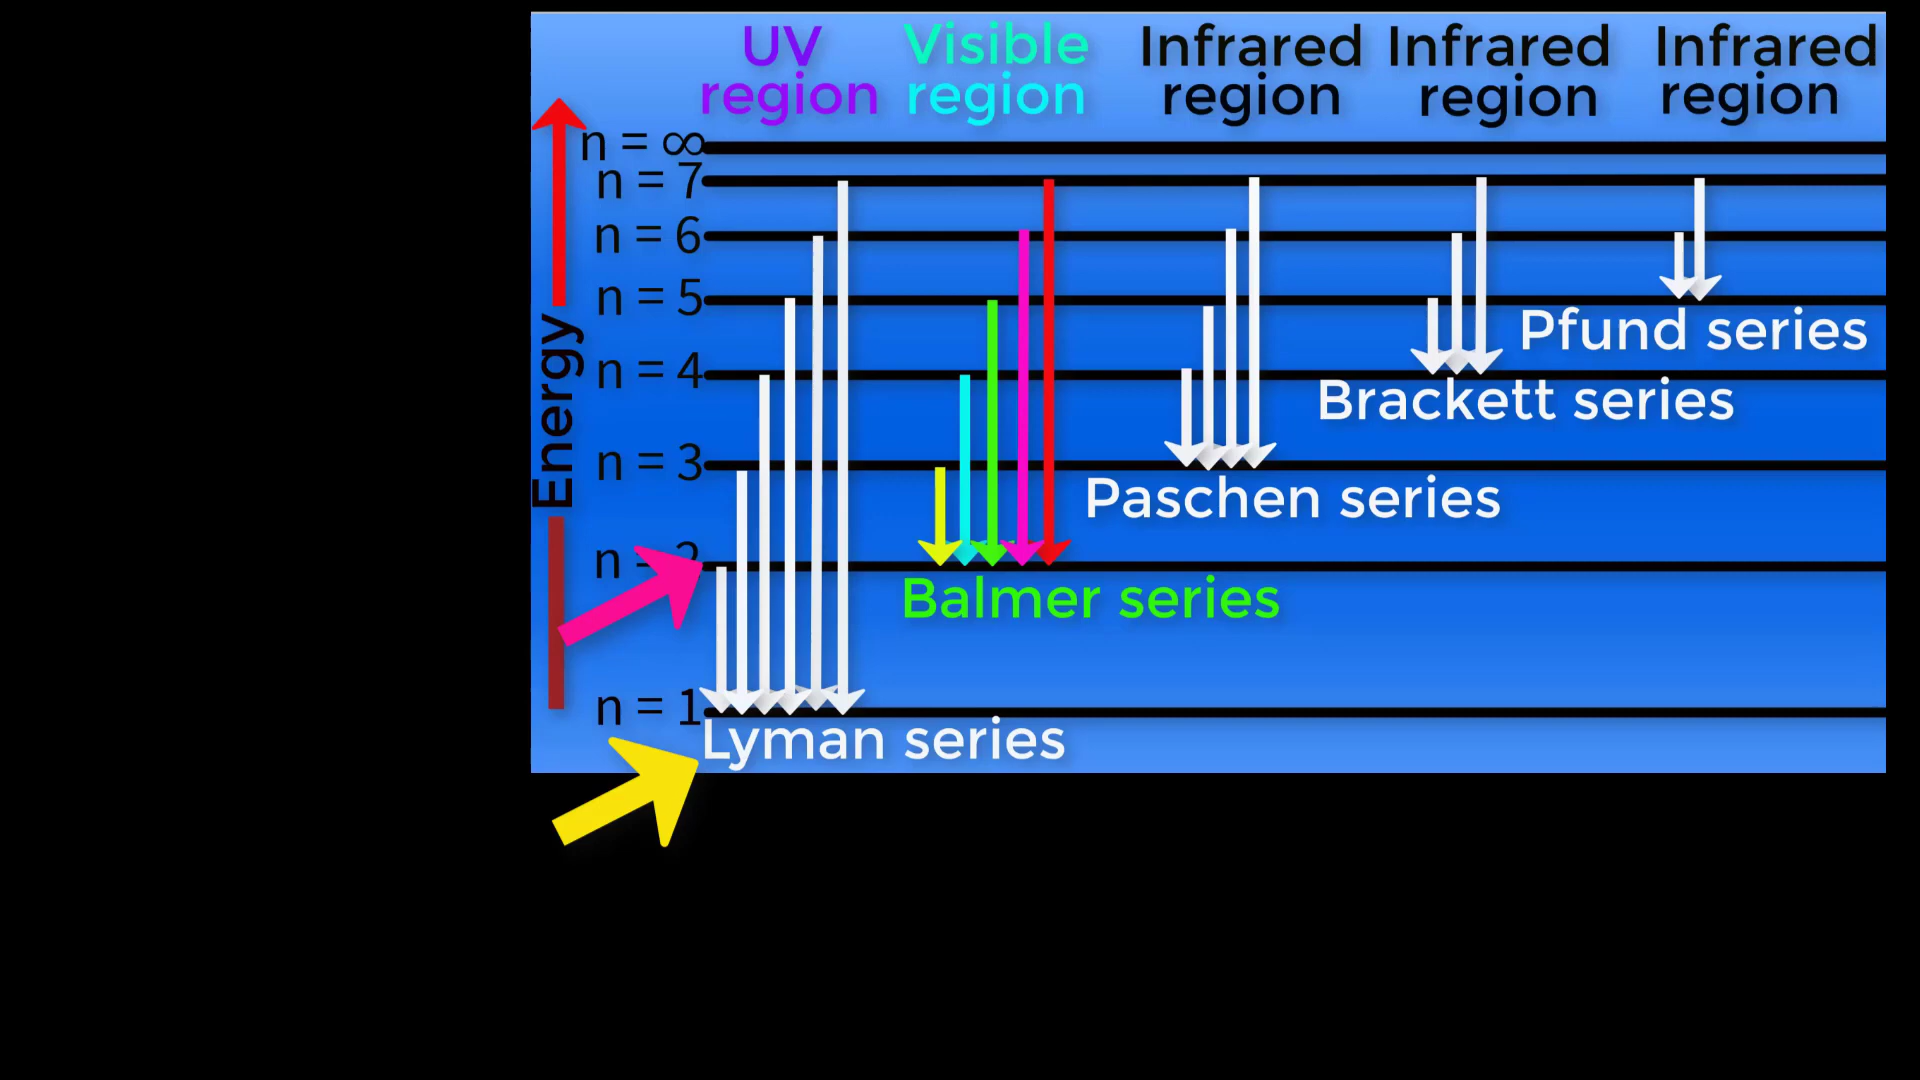 UV
region
Visible
region
Infrared
region
Infrared
region
Infrared
region
n = ∞
n = 7
n = 6
n = 5
n = 4
n = 3
n = 2
n = 1
Energy
Pfund series
Brackett series
Paschen series
Balmer series
Lyman series